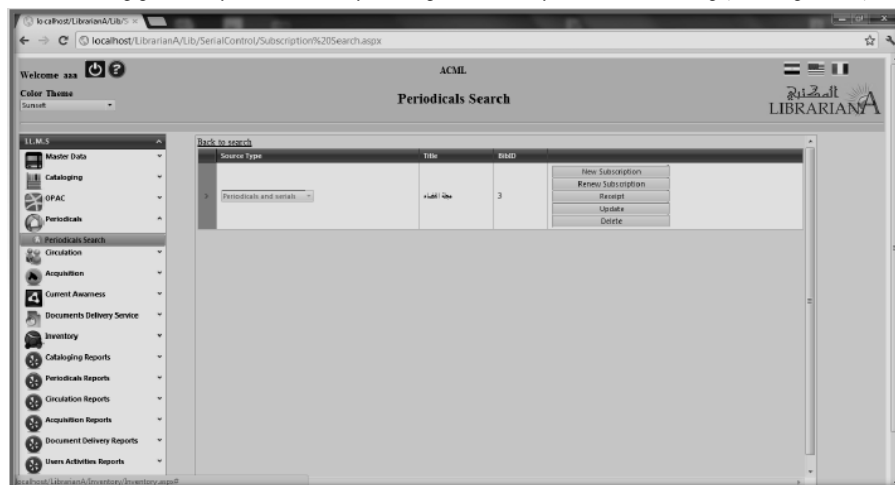 localhost/LibrarianA/Lib/S
localhost/LibrarianA/Lib/SerialControl/Subscription%20Search.aspx
Welcome aaa
ACML
Color Theme
Sunset
Periodicals Search
LIBRARIANA
I.L.M.S
Master Data
Cataloging
OPAC
Periodicals
Periodicals Search
Circulation
Acquisition
Current Awarness
Documents Delivery Service
Inventory
Cataloging Reports
Periodicals Reports
Circulation Reports
Acquisition Reports
Document Delivery Reports
Users Activities Reports
Back to search
Source Type Title BibID
Periodicals and serials مجلة القضاء 3
New Subscription
Renew Subscription
Receipt
Update
Delete
localhost/LibrarianA/Inventory/Inventory.aspx#